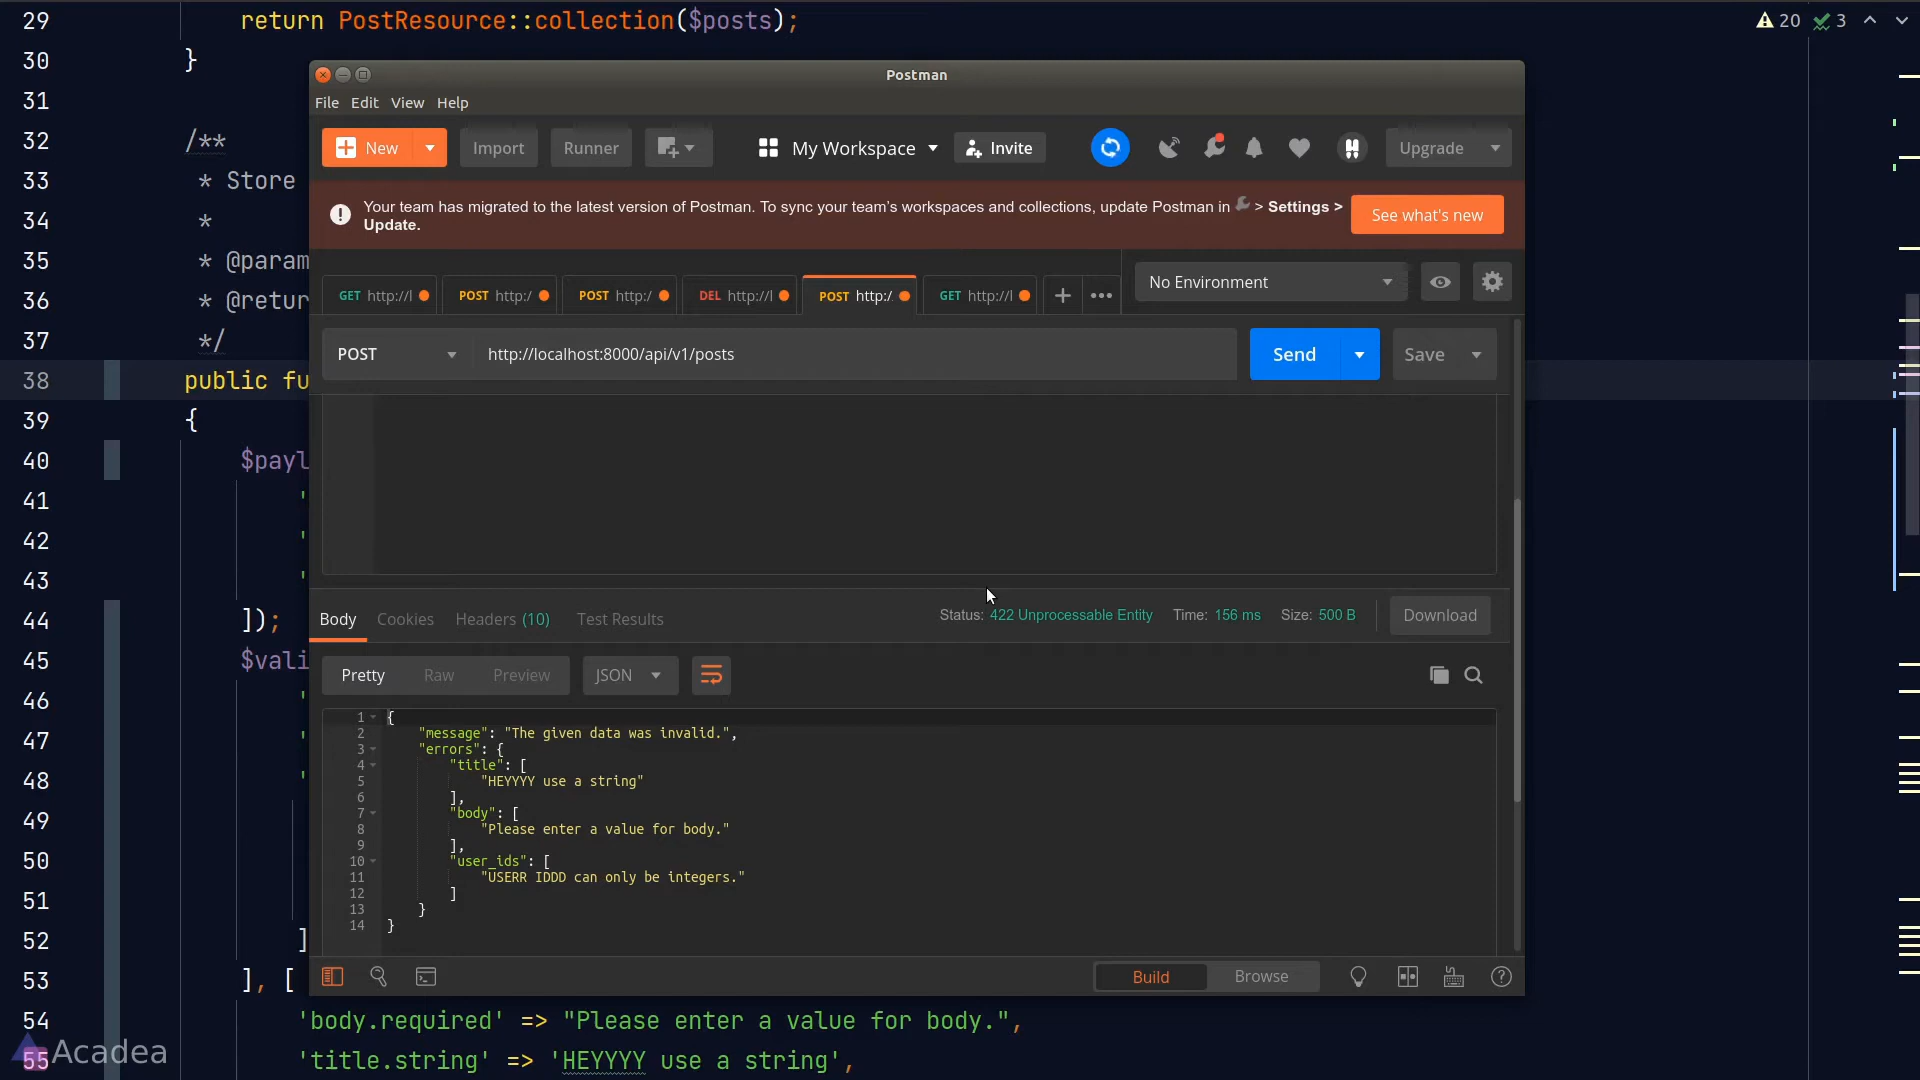 29 return PostResource::collection($posts);
20 3
30 }
Postman
31
File Edit View Help
32 /**
New Import Runner My Workspace Invite Upgrade
33 * Store
34 *
Your team has migrated to the latest version of Postman. To sync your team's workspaces and collections, update Postman in > Settings >
Update.
See what's new
35 * @param
36 * @retur
GET http://l POST http:/ POST http:/ DEL http://l POST http:/ GET http://l + ••• No Environment
37 */
POST http://localhost:8000/api/v1/posts Send Save
38 public fu
39 {
40 $payl
41 '
42 '
43 '
44 ]);
Body Cookies Headers (10) Test Results Status: 422 Unprocessable Entity Time: 156 ms Size: 500 B Download
45 $vali
Pretty Raw Preview JSON
46 '
47 '
48 '
49
50
51
52 ]
53 ], [
1 {
2 "message": "The given data was invalid.",
3 "errors": {
4 "title": [
5 "HEYYYY use a string"
6 ],
7 "body": [
8 "Please enter a value for body."
9 ],
10 "user_ids": [
11 "USERR IDDD can only be integers."
12 ]
13 }
14 }
Build Browse
54 'body.required' => "Please enter a value for body.",
55 'title.string' => 'HEYYYY use a string',
Acadea